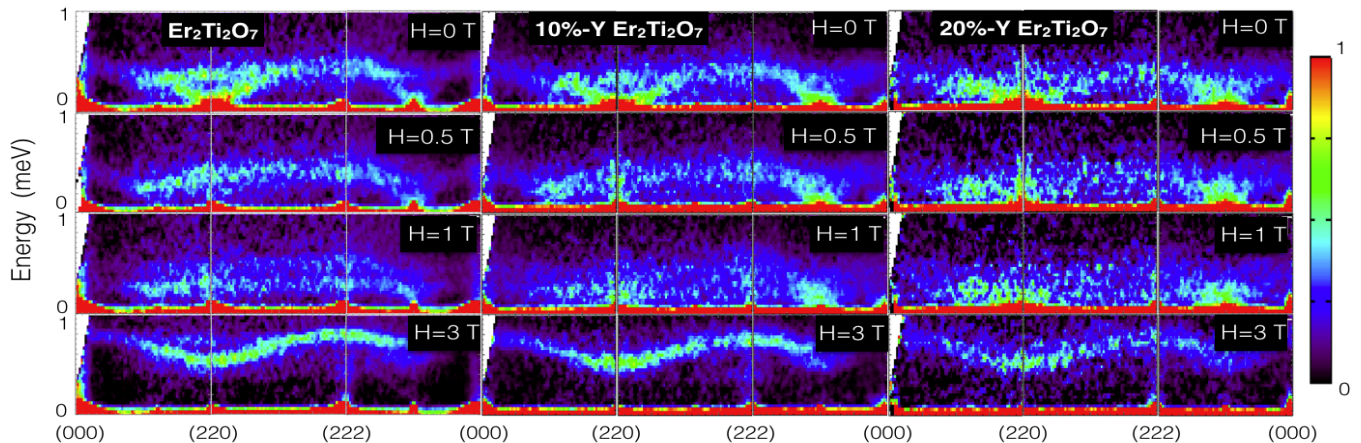 Er₂Ti₂O₇ H=0 T 10%-Y Er₂Ti₂O₇ H=0 T 20%-Y Er₂Ti₂O₇ H=0 T
1
0
H=0.5 T H=0.5 T H=0.5 T
1
0
H=1 T H=1 T H=1 T
1
0
H=3 T H=3 T H=3 T
1
0
Energy (meV)
(000) (220) (222) (000) (220) (222) (000) (220) (222) (000)
1
0